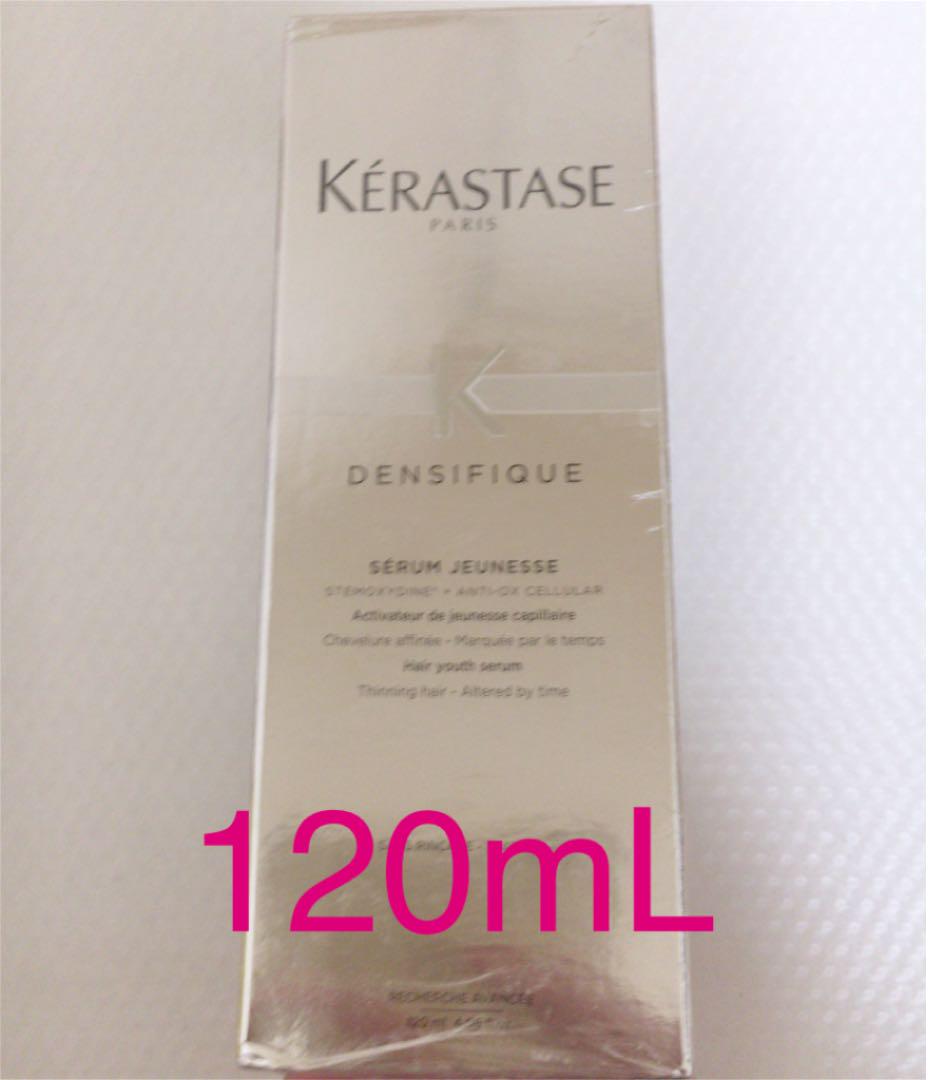 KÉRASTASE
PARIS
K
DENSIFIQUE
SÉRUM JEUNESSE
STEMOXYDINE® + ANTI-OX CELLULAR
Activateur de jeunesse capillaire
Chevelure affinée - Marquée par le temps
Hair youth serum
Thinning hair - Altered by time
120mL
RECHERCHE AVANCÉE